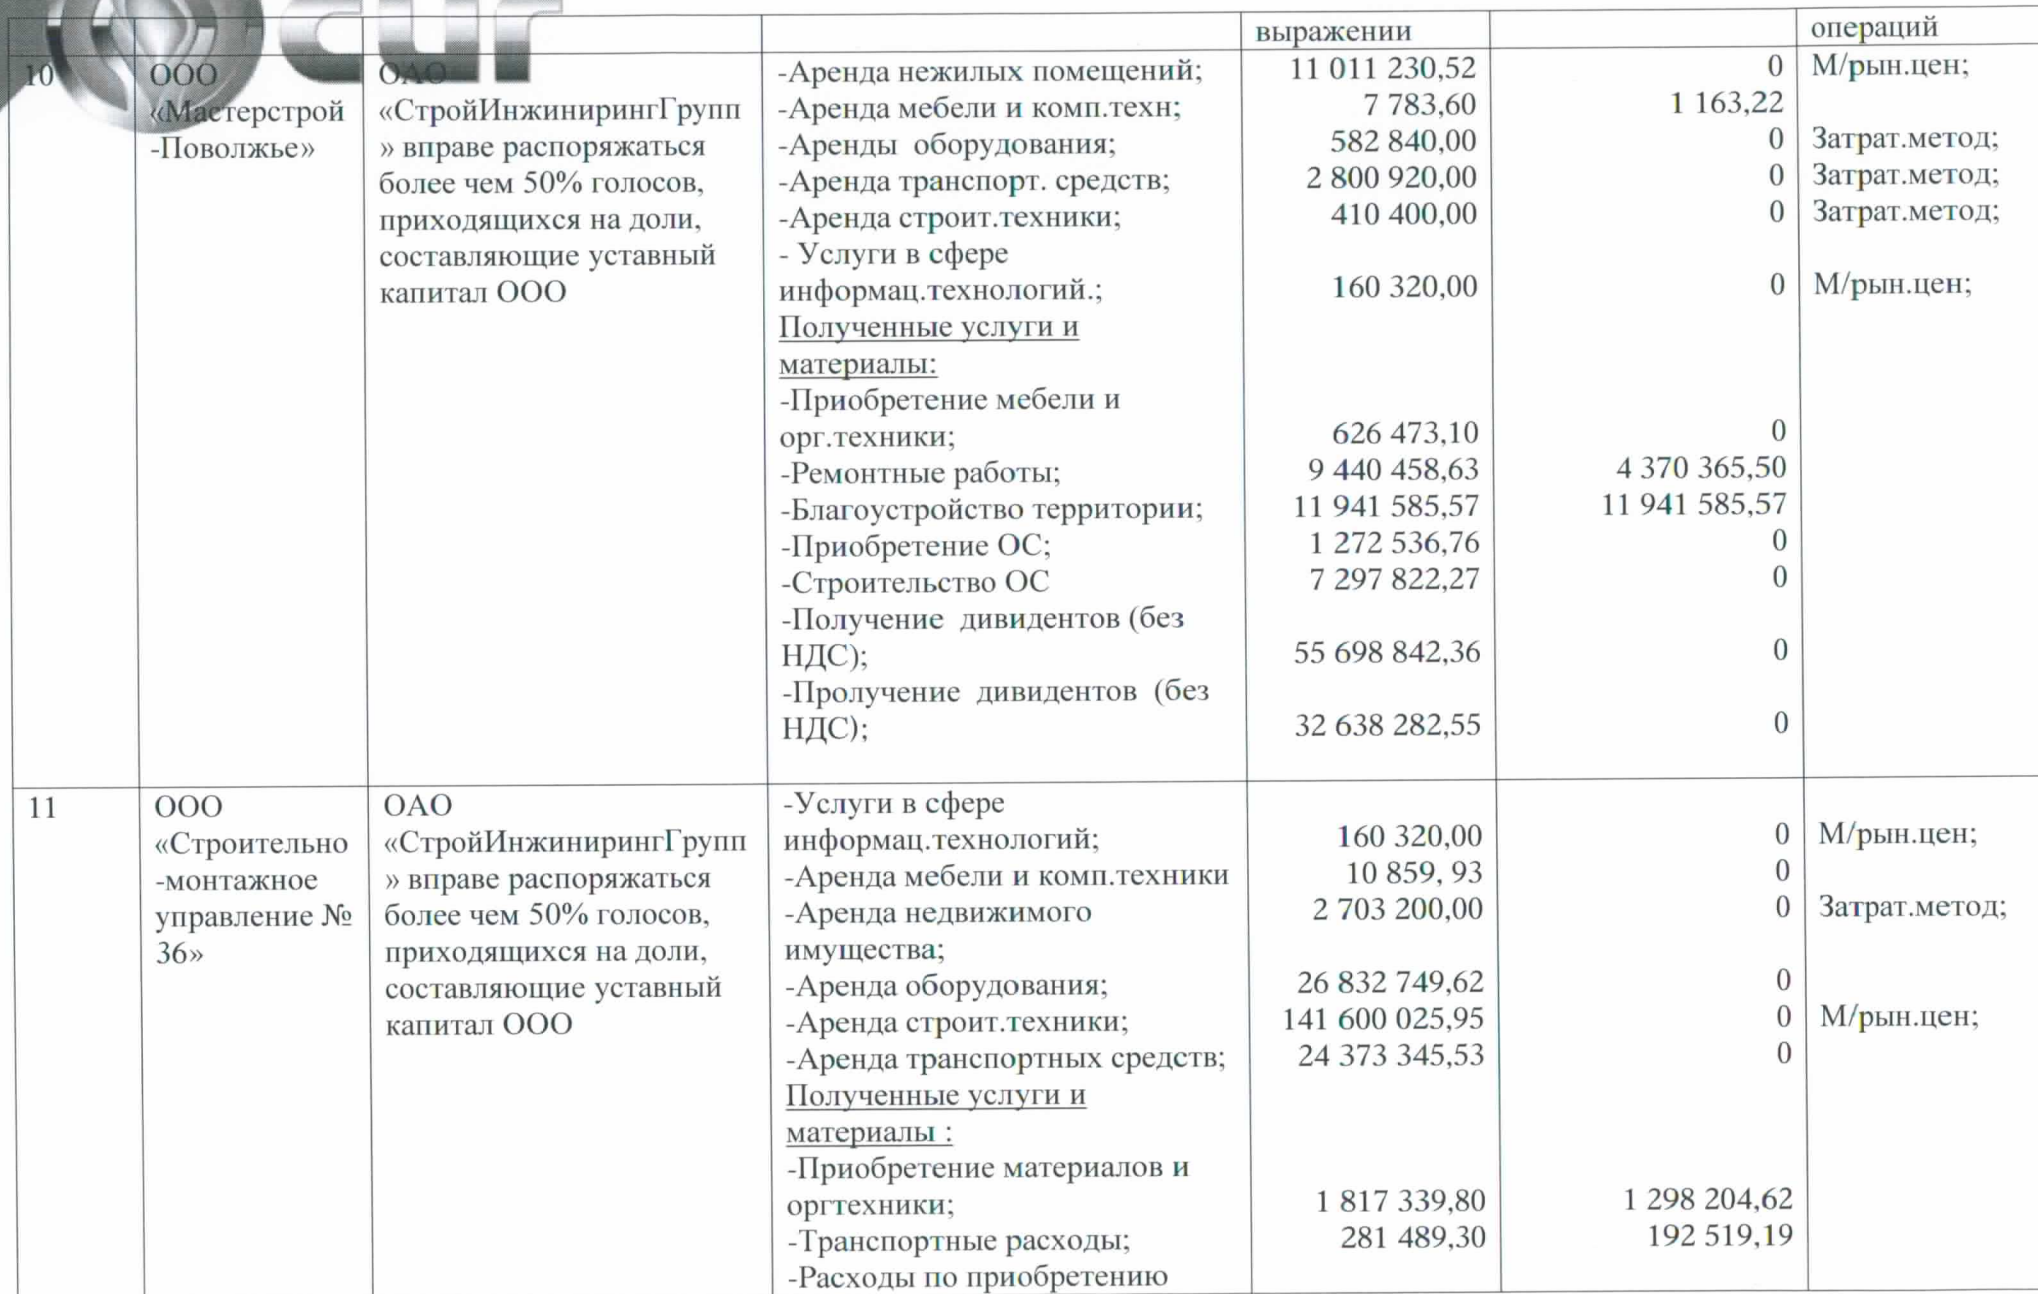 выражении операций
10 ООО ОАО -Аренда нежилых помещений; 11 011 230,52 0 М/рын.цен;
«Мастерстрой «СтройИнжинирингГрупп -Аренда мебели и комп.техн; 7 783,60 1 163,22
-Поволжье» » вправе распоряжаться -Аренды оборудования; 582 840,00 0 Затрат.метод;
более чем 50% голосов, -Аренда транспорт. средств; 2 800 920,00 0 Затрат.метод;
приходящихся на доли, -Аренда строит.техники; 410 400,00 0 Затрат.метод;
составляющие уставный - Услуги в сфере
капитал ООО информац.технологий.; 160 320,00 0 М/рын.цен;
Полученные услуги и
материалы:
-Приобретение мебели и
орг.техники; 626 473,10 0
-Ремонтные работы; 9 440 458,63 4 370 365,50
-Благоустройство территории; 11 941 585,57 11 941 585,57
-Приобретение ОС; 1 272 536,76 0
-Строительство ОС 7 297 822,27 0
-Получение дивидентов (без
НДС); 55 698 842,36 0
-Пролучение дивидентов (без
НДС); 32 638 282,55 0
11 ООО ОАО -Услуги в сфере
«Строительно «СтройИнжинирингГрупп информац.технологий; 160 320,00 0 М/рын.цен;
-монтажное » вправе распоряжаться -Аренда мебели и комп.техники 10 859, 93 0
управление № более чем 50% голосов, -Аренда недвижимого 2 703 200,00 0 Затрат.метод;
36» приходящихся на доли, имущества;
составляющие уставный -Аренда оборудования; 26 832 749,62 0
капитал ООО -Аренда строит.техники; 141 600 025,95 0 М/рын.цен;
-Аренда транспортных средств; 24 373 345,53 0
Полученные услуги и
материалы :
-Приобретение материалов и
оргтехники; 1 817 339,80 1 298 204,62
-Транспортные расходы; 281 489,30 192 519,19
-Расходы по приобретению